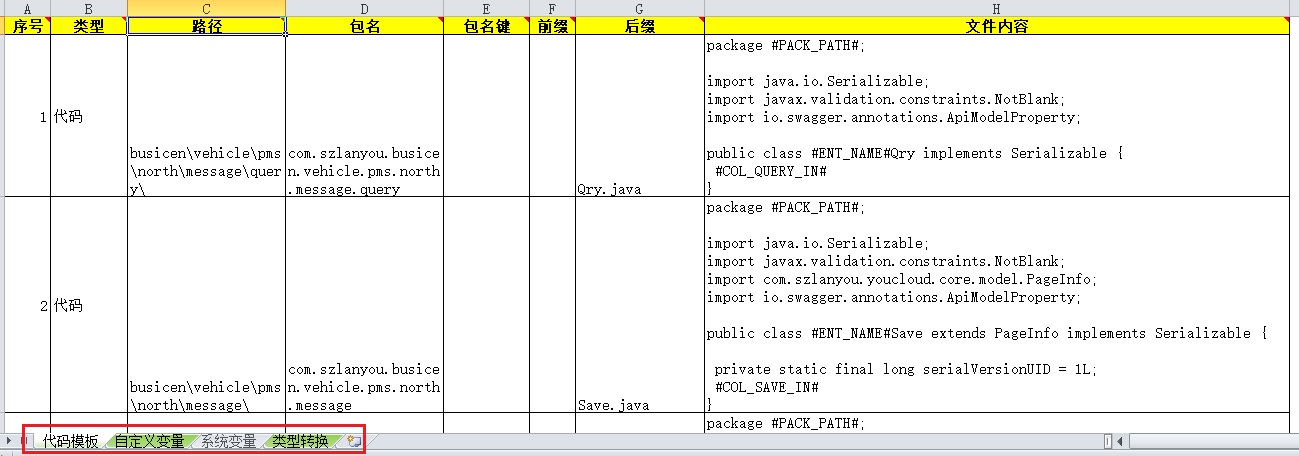 A B C D E F G H
序号 类型 路径 包名 包名键 前缀 后缀 文件内容
package #PACK_PATH#;
import java.io.Serializable;
import javax.validation.constraints.NotBlank;
import io.swagger.annotations.ApiModelProperty;
public class #ENT_NAME#Qry implements Serializable {
#COL_QUERY_IN#
}
1 代码
busicen\vehicle\pms
\north\message\quer
y\
com.szlanyou.busice
n.vehicle.pms.north
.message.query
Qry.java
package #PACK_PATH#;
import java.io.Serializable;
import javax.validation.constraints.NotBlank;
import com.szlanyou.youcloud.core.model.PageInfo;
import io.swagger.annotations.ApiModelProperty;
public class #ENT_NAME#Save extends PageInfo implements Serializable {
private static final long serialVersionUID = 1L;
#COL_SAVE_IN#
}
2 代码
busicen\vehicle\pms
\north\message\
com.szlanyou.busice
n.vehicle.pms.north
.message
Save.java
package #PACK_PATH#;
代码模板 自定义变量 系统变量 类型转换